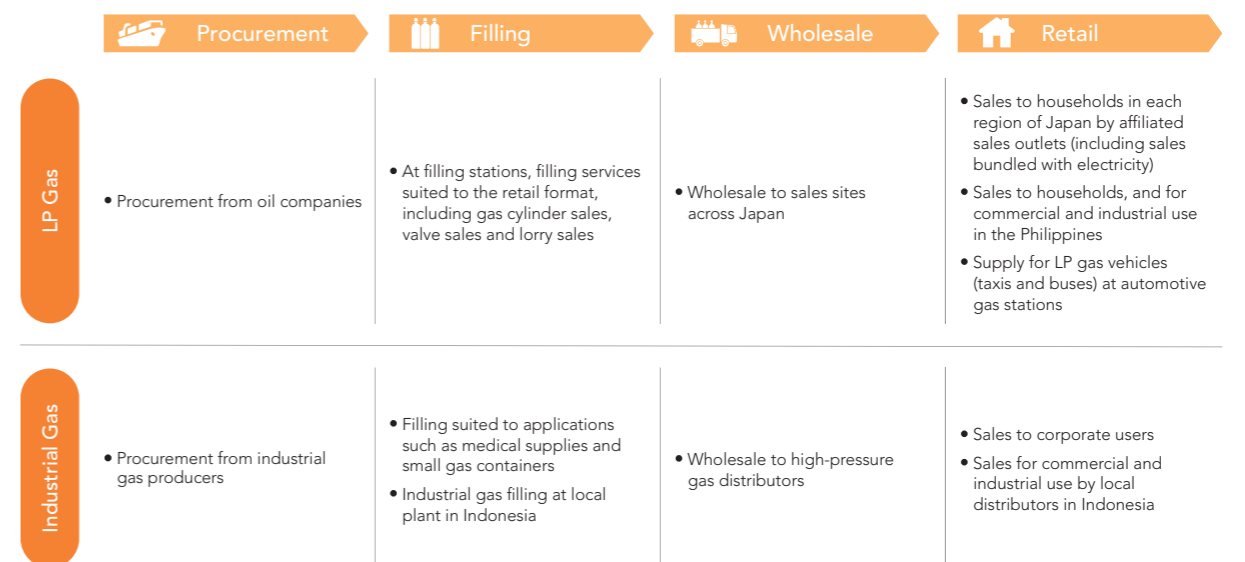 Procurement
Filling
Wholesale
Retail
LP Gas
• Procurement from oil companies
• At filling stations, filling services
suited to the retail format,
including gas cylinder sales,
valve sales and lorry sales
• Wholesale to sales sites
across Japan
• Sales to households in each
region of Japan by affiliated
sales outlets (including sales
bundled with electricity)
• Sales to households, and for
commercial and industrial use
in the Philippines
• Supply for LP gas vehicles
(taxis and buses) at automotive
gas stations
Industrial Gas
• Procurement from industrial
gas producers
• Filling suited to applications
such as medical supplies and
small gas containers
• Industrial gas filling at local
plant in Indonesia
• Wholesale to high-pressure
gas distributors
• Sales to corporate users
• Sales for commercial and
industrial use by local
distributors in Indonesia